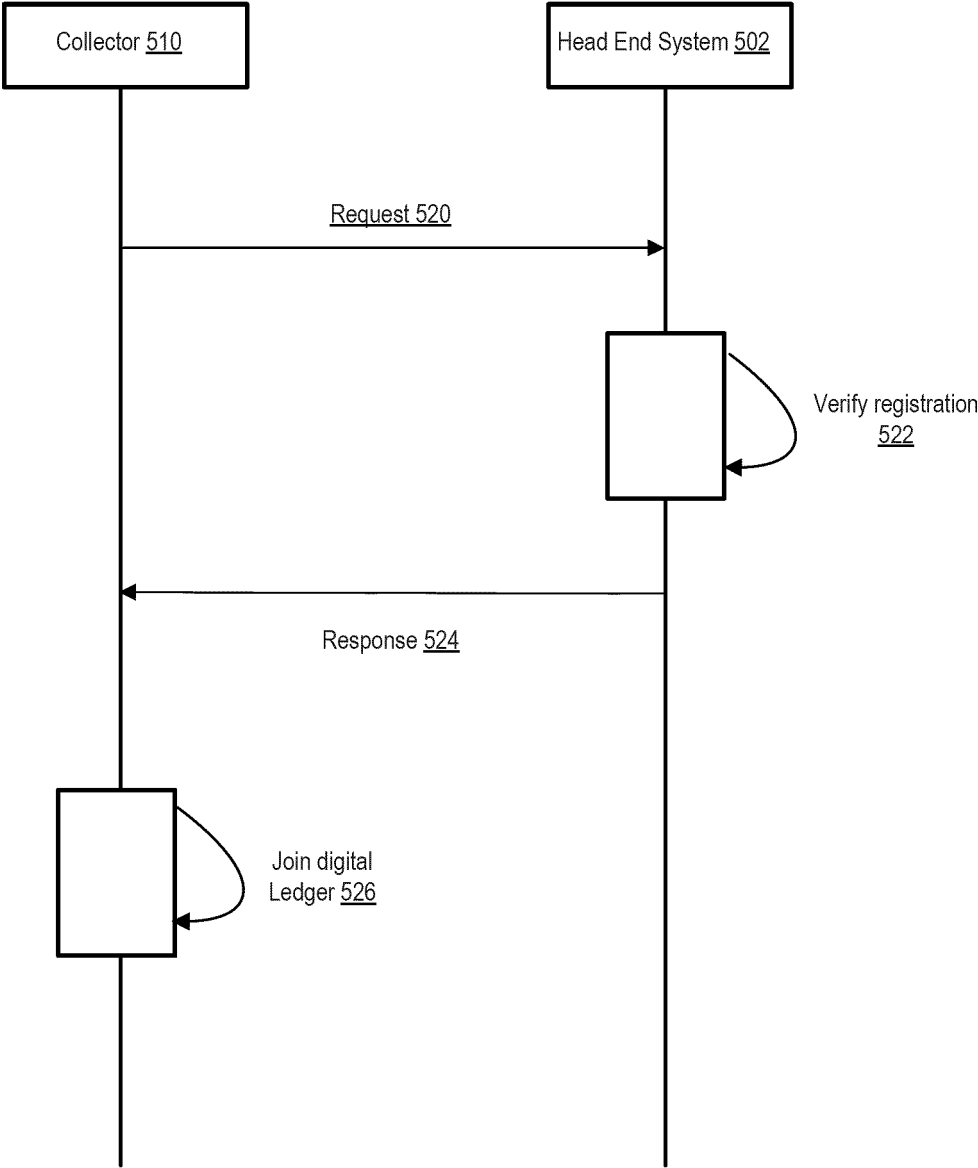 Collector 510
Head End System 502
Request 520
Verify registration
522
Response 524
Join digital
Ledger 526